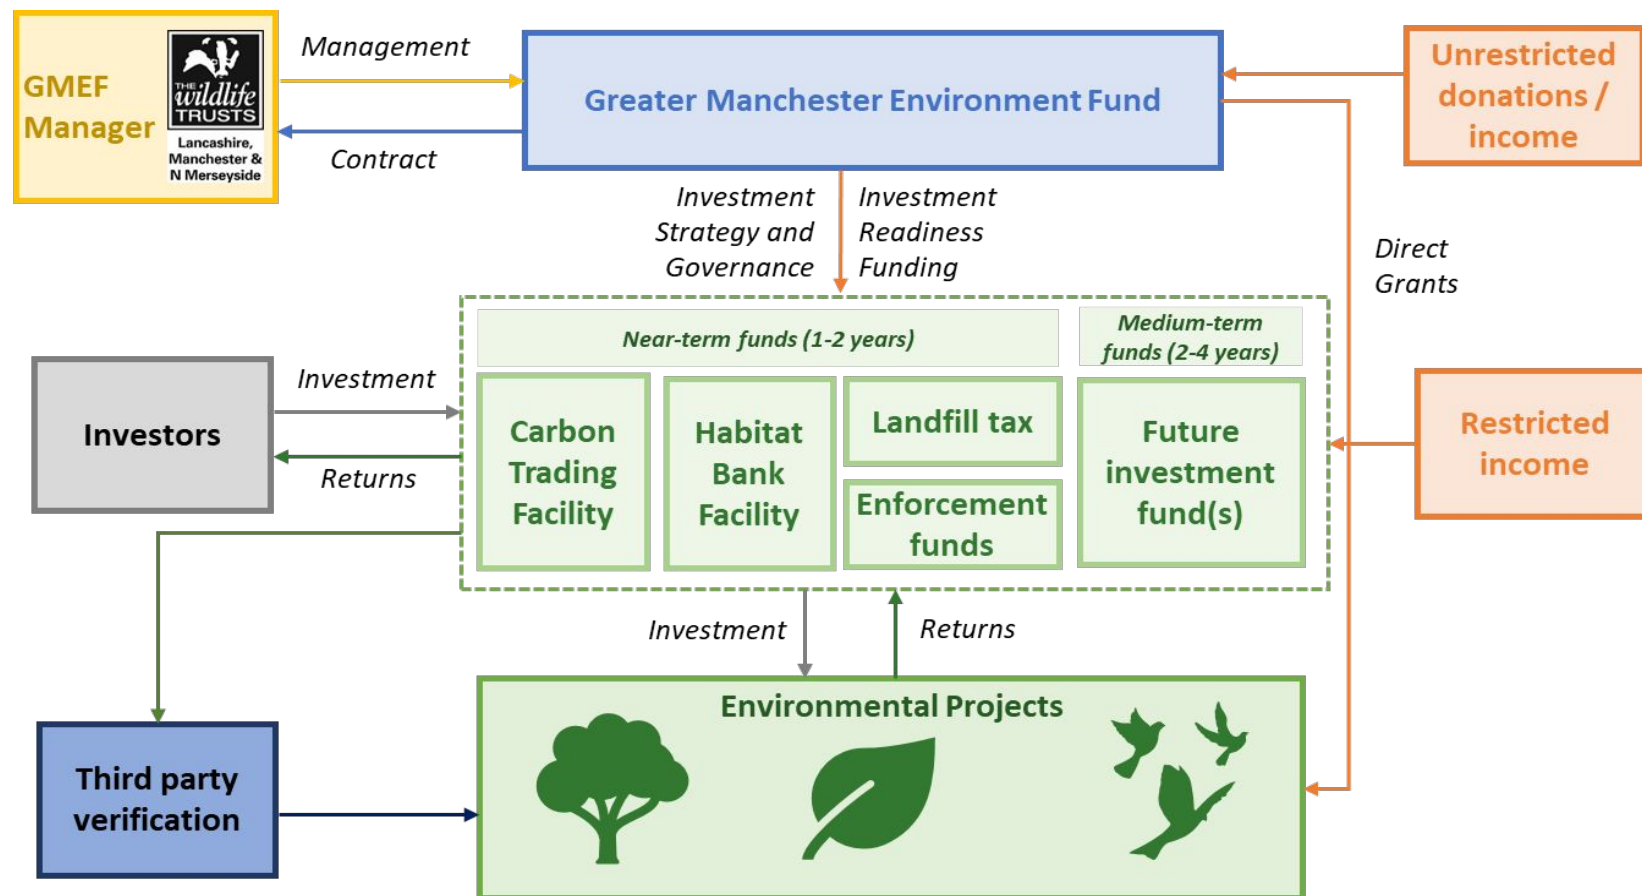 GMEF
Manager
THE
wildlife
TRUSTS
Lancashire,
Manchester &
N Merseyside
Management
Contract
Greater Manchester Environment Fund
Unrestricted
donations /
income
Investment
Strategy and
Governance
Investment
Readiness
Funding
Direct
Grants
Near-term funds (1-2 years)
Medium-term
funds (2-4 years)
Investors
Investment
Returns
Carbon
Trading
Facility
Habitat
Bank
Facility
Landfill tax
Enforcement
funds
Future
investment
fund(s)
Restricted
income
Investment
Returns
Third party
verification
Environmental Projects